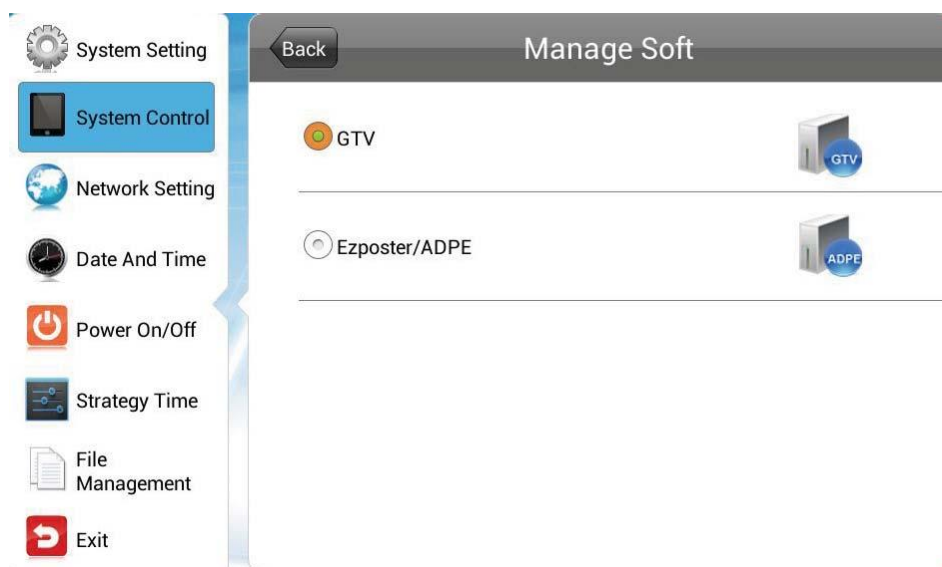 System Setting
System Control
Network Setting
Date And Time
Power On/Off
Strategy Time
File
Management
Exit
Back
Manage Soft
GTV
GTV
Ezposter/ADPE
ADPE